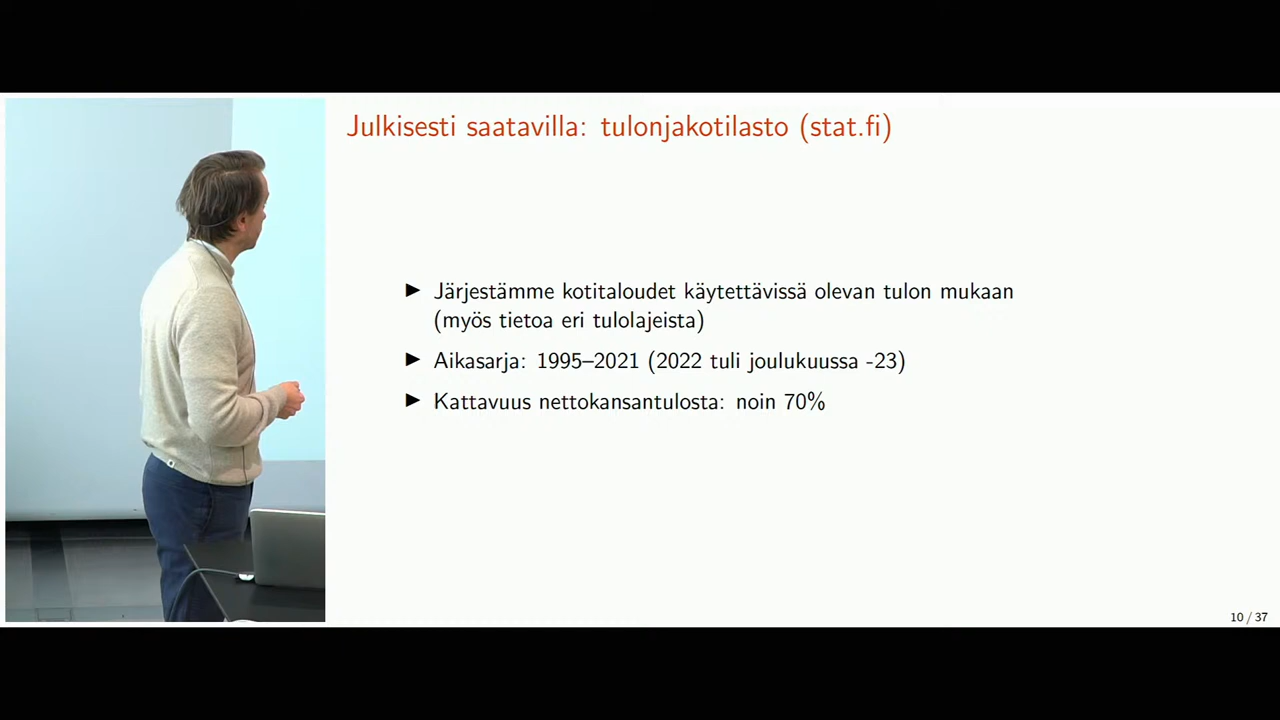 Julkisesti saatavilla: tulonjakotilasto (stat.fi)
▶ Järjestämme kotitaloudet käytettävissä olevan tulon mukaan
(myös tietoa eri tulolajeista)
▶ Aikasarja: 1995–2021 (2022 tuli joulukuussa -23)
▶ Kattavuus nettokansantulosta: noin 70%
10 / 37